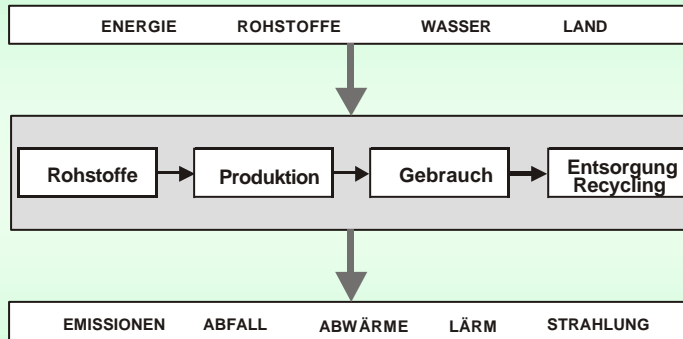 ENERGIE ROHSTOFFE WASSER LAND
Rohstoffe Produktion Gebrauch Entsorgung
Recycling
EMISSIONEN ABFALL ABWÄRME LÄRM STRAHLUNG